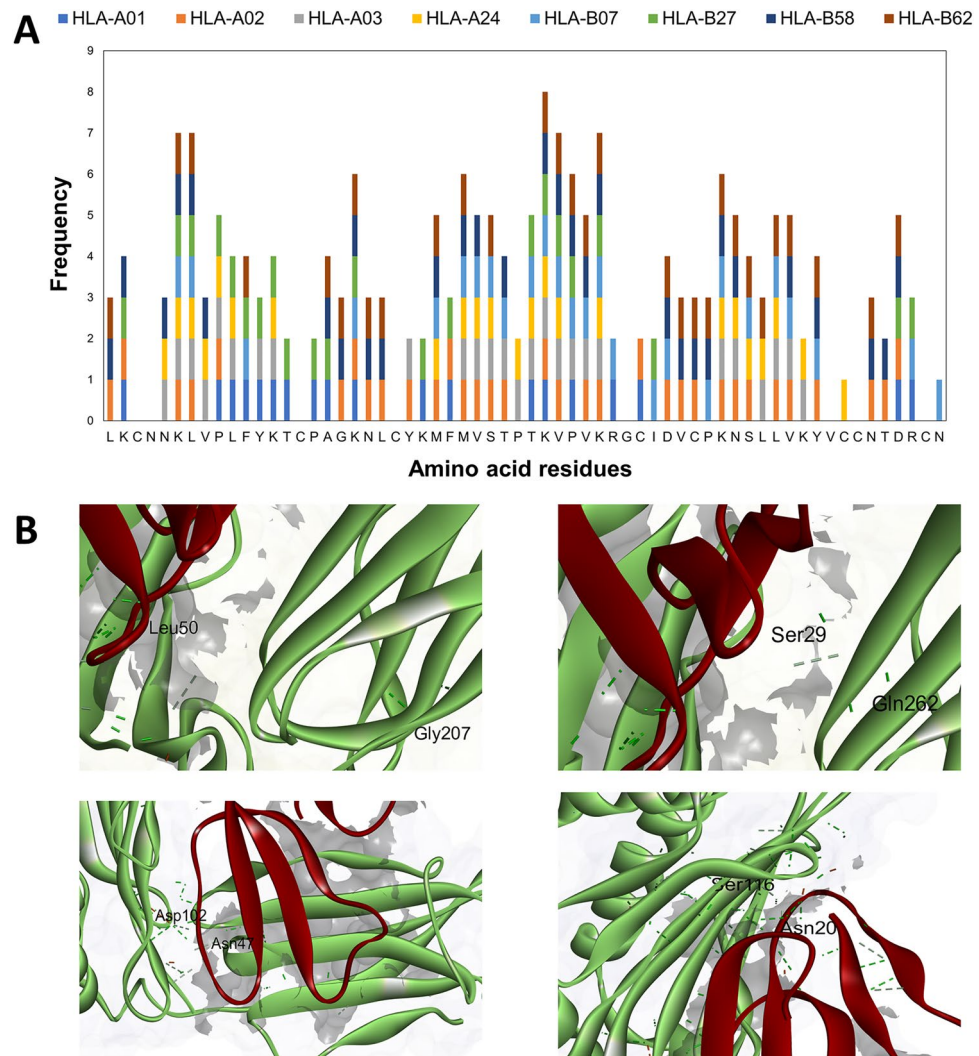 A
HLA-A01 HLA-A02 HLA-A03 HLA-A24 HLA-B07 HLA-B27 HLA-B58 HLA-B62
9
8
7
6
5
4
3
2
1
0
Frequency
L K C N N K L V P L F Y K T C P A G K N L C Y K M F M V S T P T K V P V K R G C I D V C P K N S L L V K Y V C C N T D R C N
Amino acid residues
B
Leu50
Gly207
Ser29
Gln262
Asp102
Asn47
Ser116
Asn20